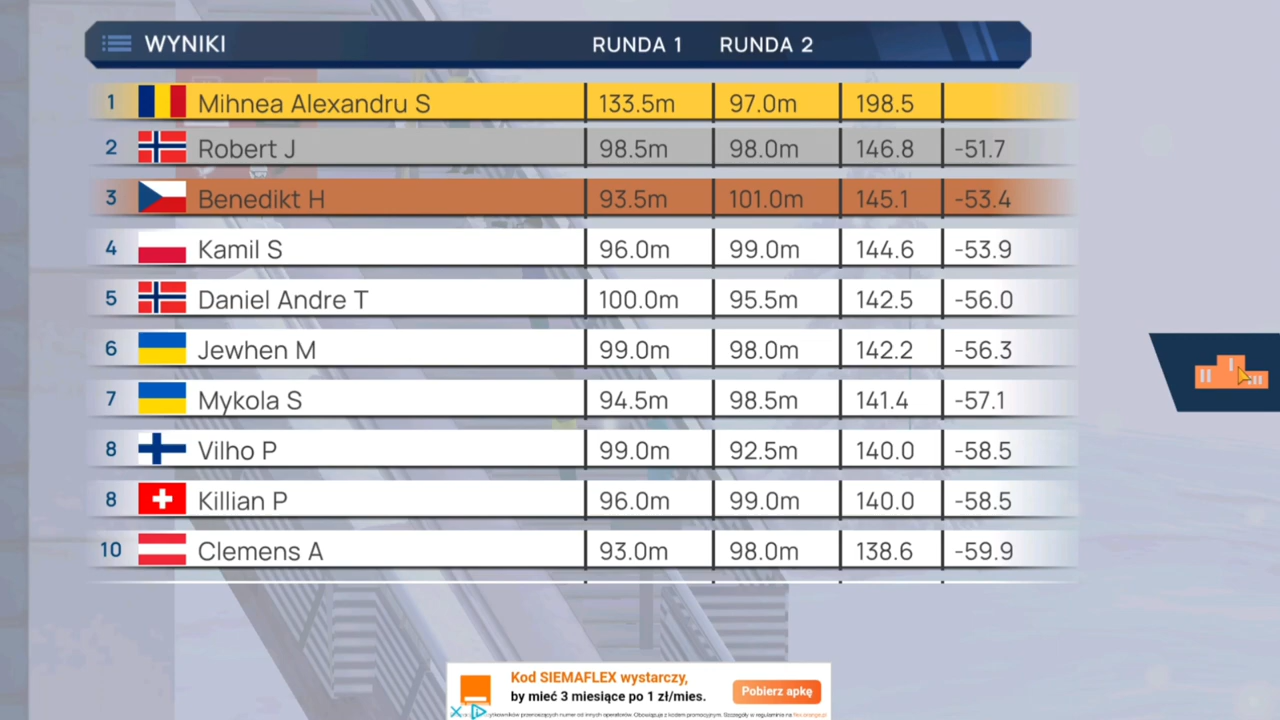 WYNIKI RUNDA 1 RUNDA 2
1 Mihnea Alexandru S 133.5m 97.0m 198.5
2 Robert J 98.5m 98.0m 146.8 -51.7
3 Benedikt H 93.5m 101.0m 145.1 -53.4
4 Kamil S 96.0m 99.0m 144.6 -53.9
5 Daniel Andre T 100.0m 95.5m 142.5 -56.0
6 Jewhen M 99.0m 98.0m 142.2 -56.3
7 Mykola S 94.5m 98.5m 141.4 -57.1
8 Vilho P 99.0m 92.5m 140.0 -58.5
8 Killian P 96.0m 99.0m 140.0 -58.5
10 Clemens A 93.0m 98.0m 138.6 -59.9
Kod SIEMAFLEX wystarczy,
by mieć 3 miesiące po 1 zł/mies.
Pobierz apkę